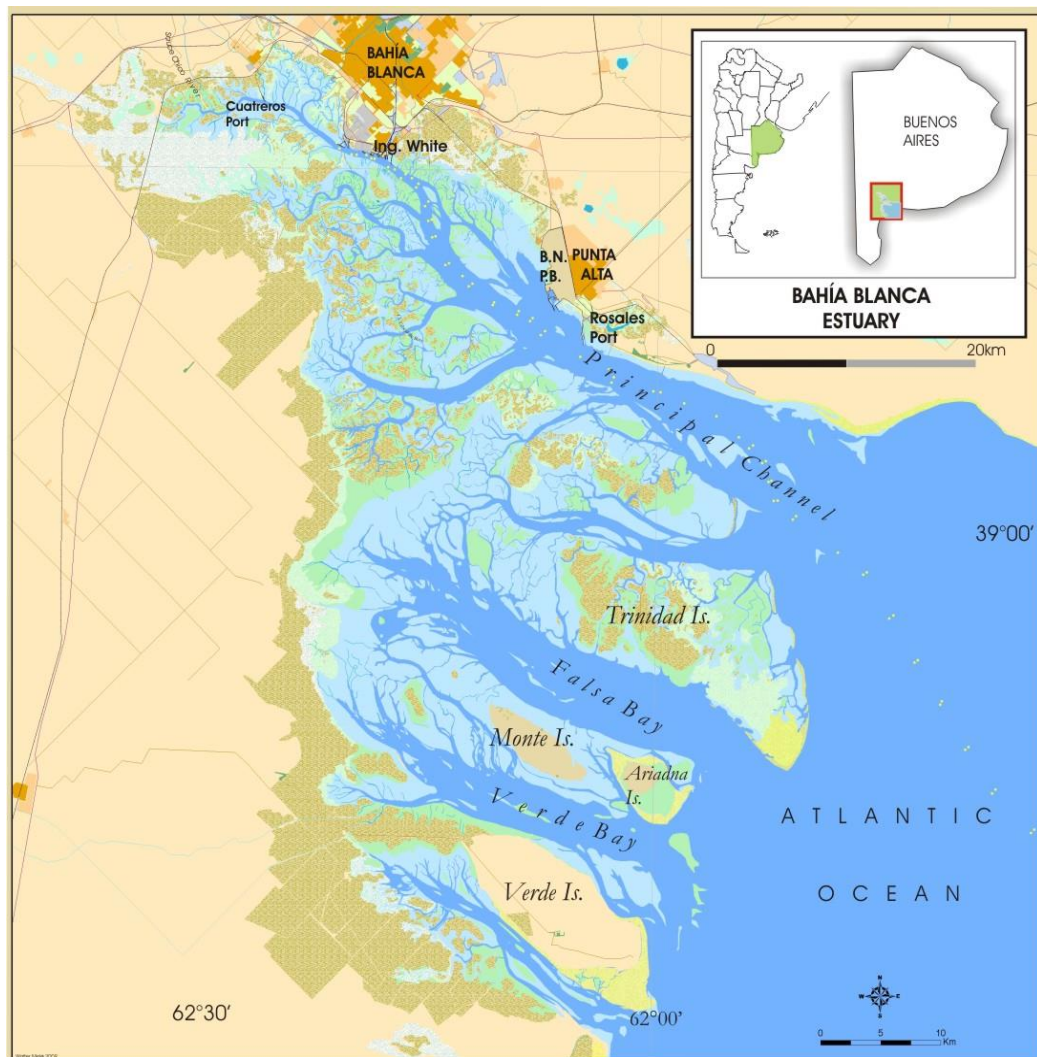 BAHÍA
BLANCA
Cuatreros
Port
Ing. White
B.N.
P.B.
PUNTA
ALTA
Rosales
Port
BUENOS
AIRES
BAHÍA BLANCA
ESTUARY
0 20km
Principal Channel
39°00'
Trinidad Is.
Falsa Bay
Monte Is.
Ariadna
Is.
Verde Bay
ATLANTIC
OCEAN
Verde Is.
62°30'
62°00'
N
W E
S
0 5 10
Km